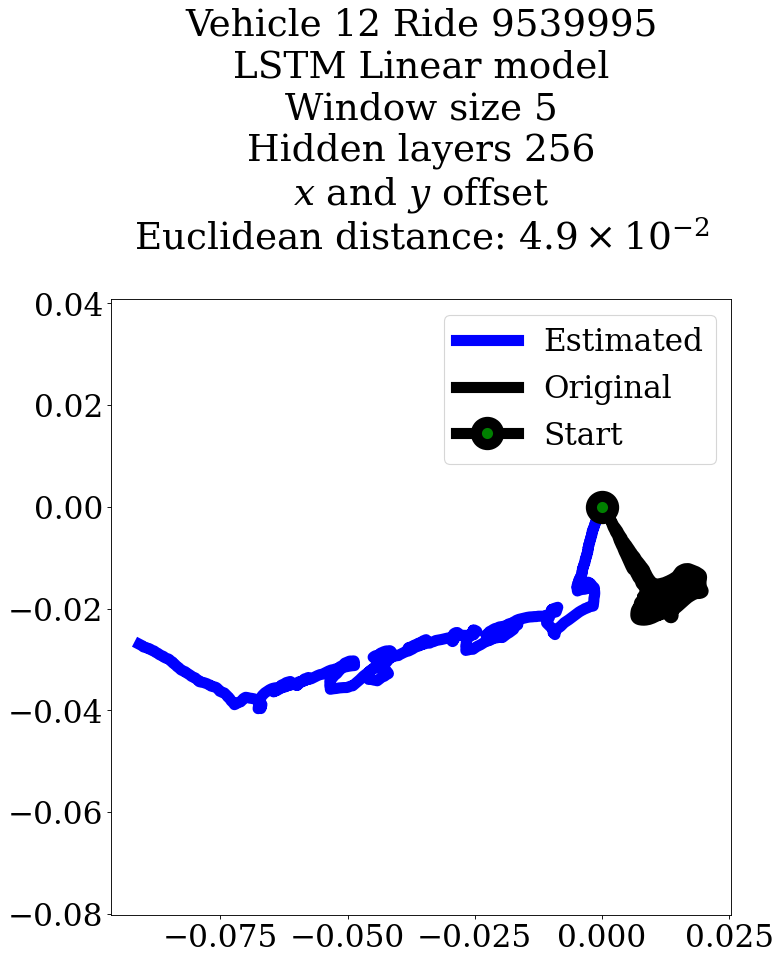 Vehicle 12 Ride 9539995
LSTM Linear model
Window size 5
Hidden layers 256
x and y offset
Euclidean distance: 4.9 × 10⁻²
0.04
0.02
0.00
−0.02
−0.04
−0.06
−0.08
Estimated
Original
Start
−0.075 −0.050 −0.025 0.000 0.025